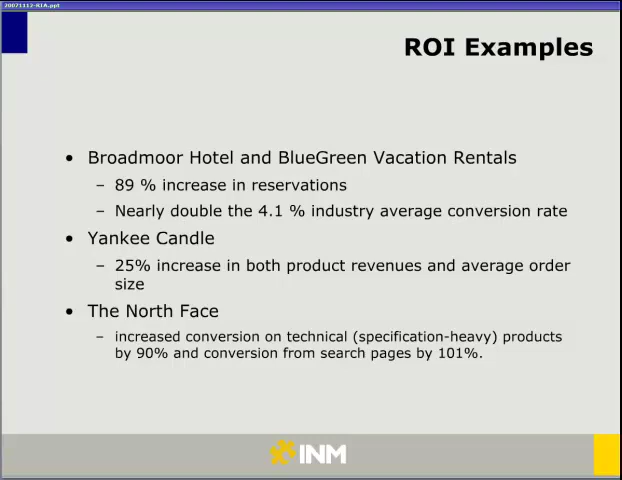 20071112-RIA.ppt
ROI Examples
• Broadmoor Hotel and BlueGreen Vacation Rentals
– 89 % increase in reservations
– Nearly double the 4.1 % industry average conversion rate
• Yankee Candle
– 25% increase in both product revenues and average order
size
• The North Face
– increased conversion on technical (specification-heavy) products
by 90% and conversion from search pages by 101%.
INM